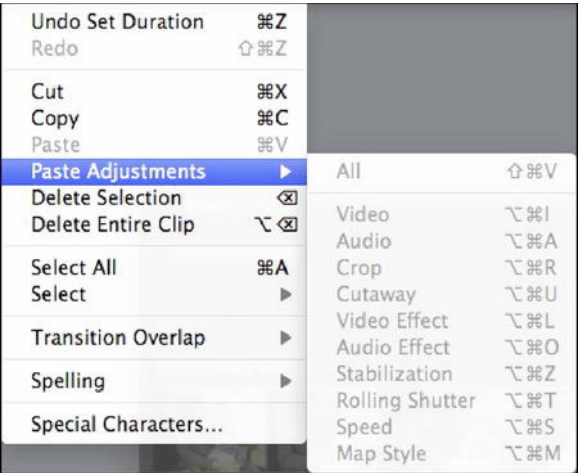 Undo Set Duration ⌘Z
Redo ⇧⌘Z
Cut ⌘X
Copy ⌘C
Paste ⌘V
Paste Adjustments ▶
Delete Selection ⌫
Delete Entire Clip ⌥⌫
Select All ⌘A
Select ▶
Transition Overlap ▶
Spelling ▶
Special Characters...
All ⇧⌘V
Video ⌥⌘I
Audio ⌥⌘A
Crop ⌥⌘R
Cutaway ⌥⌘U
Video Effect ⌥⌘L
Audio Effect ⌥⌘O
Stabilization ⌥⌘Z
Rolling Shutter ⌥⌘T
Speed ⌥⌘S
Map Style ⌥⌘M